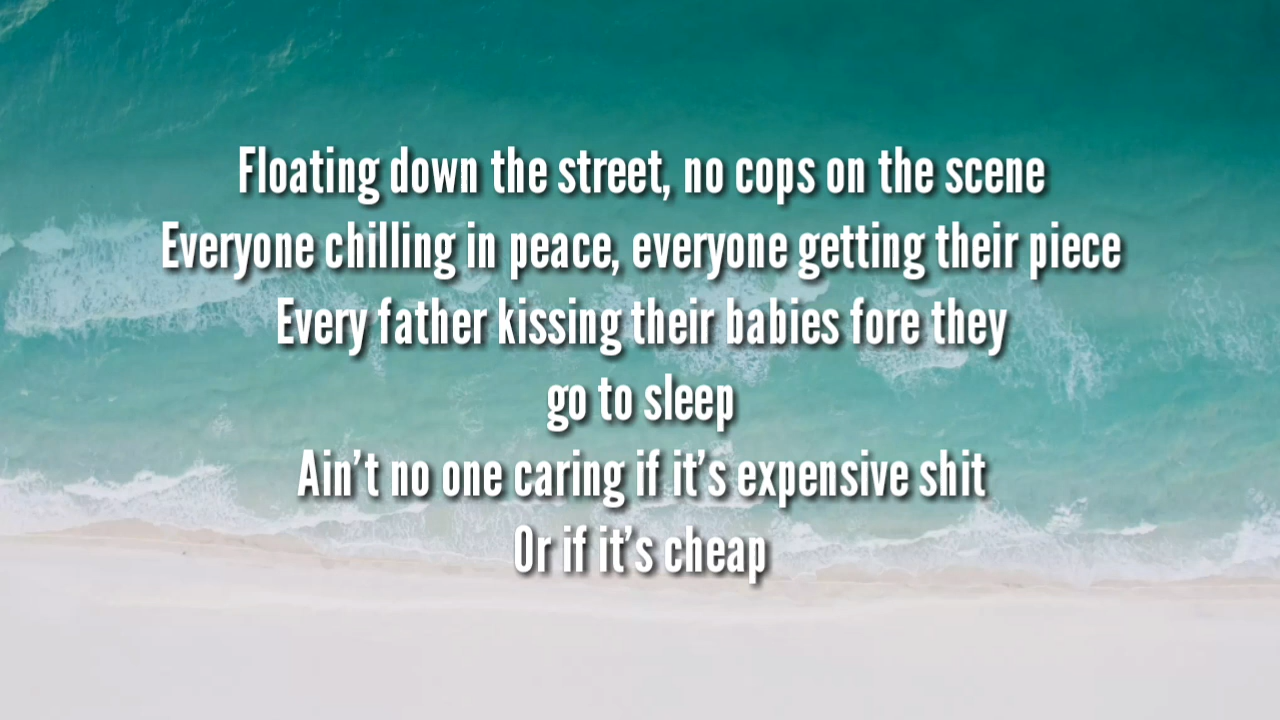 Floating down the street, no cops on the scene
Everyone chilling in peace, everyone getting their piece
Every father kissing their babies fore they
go to sleep
Ain't no one caring if it's expensive shit
Or if it's cheap